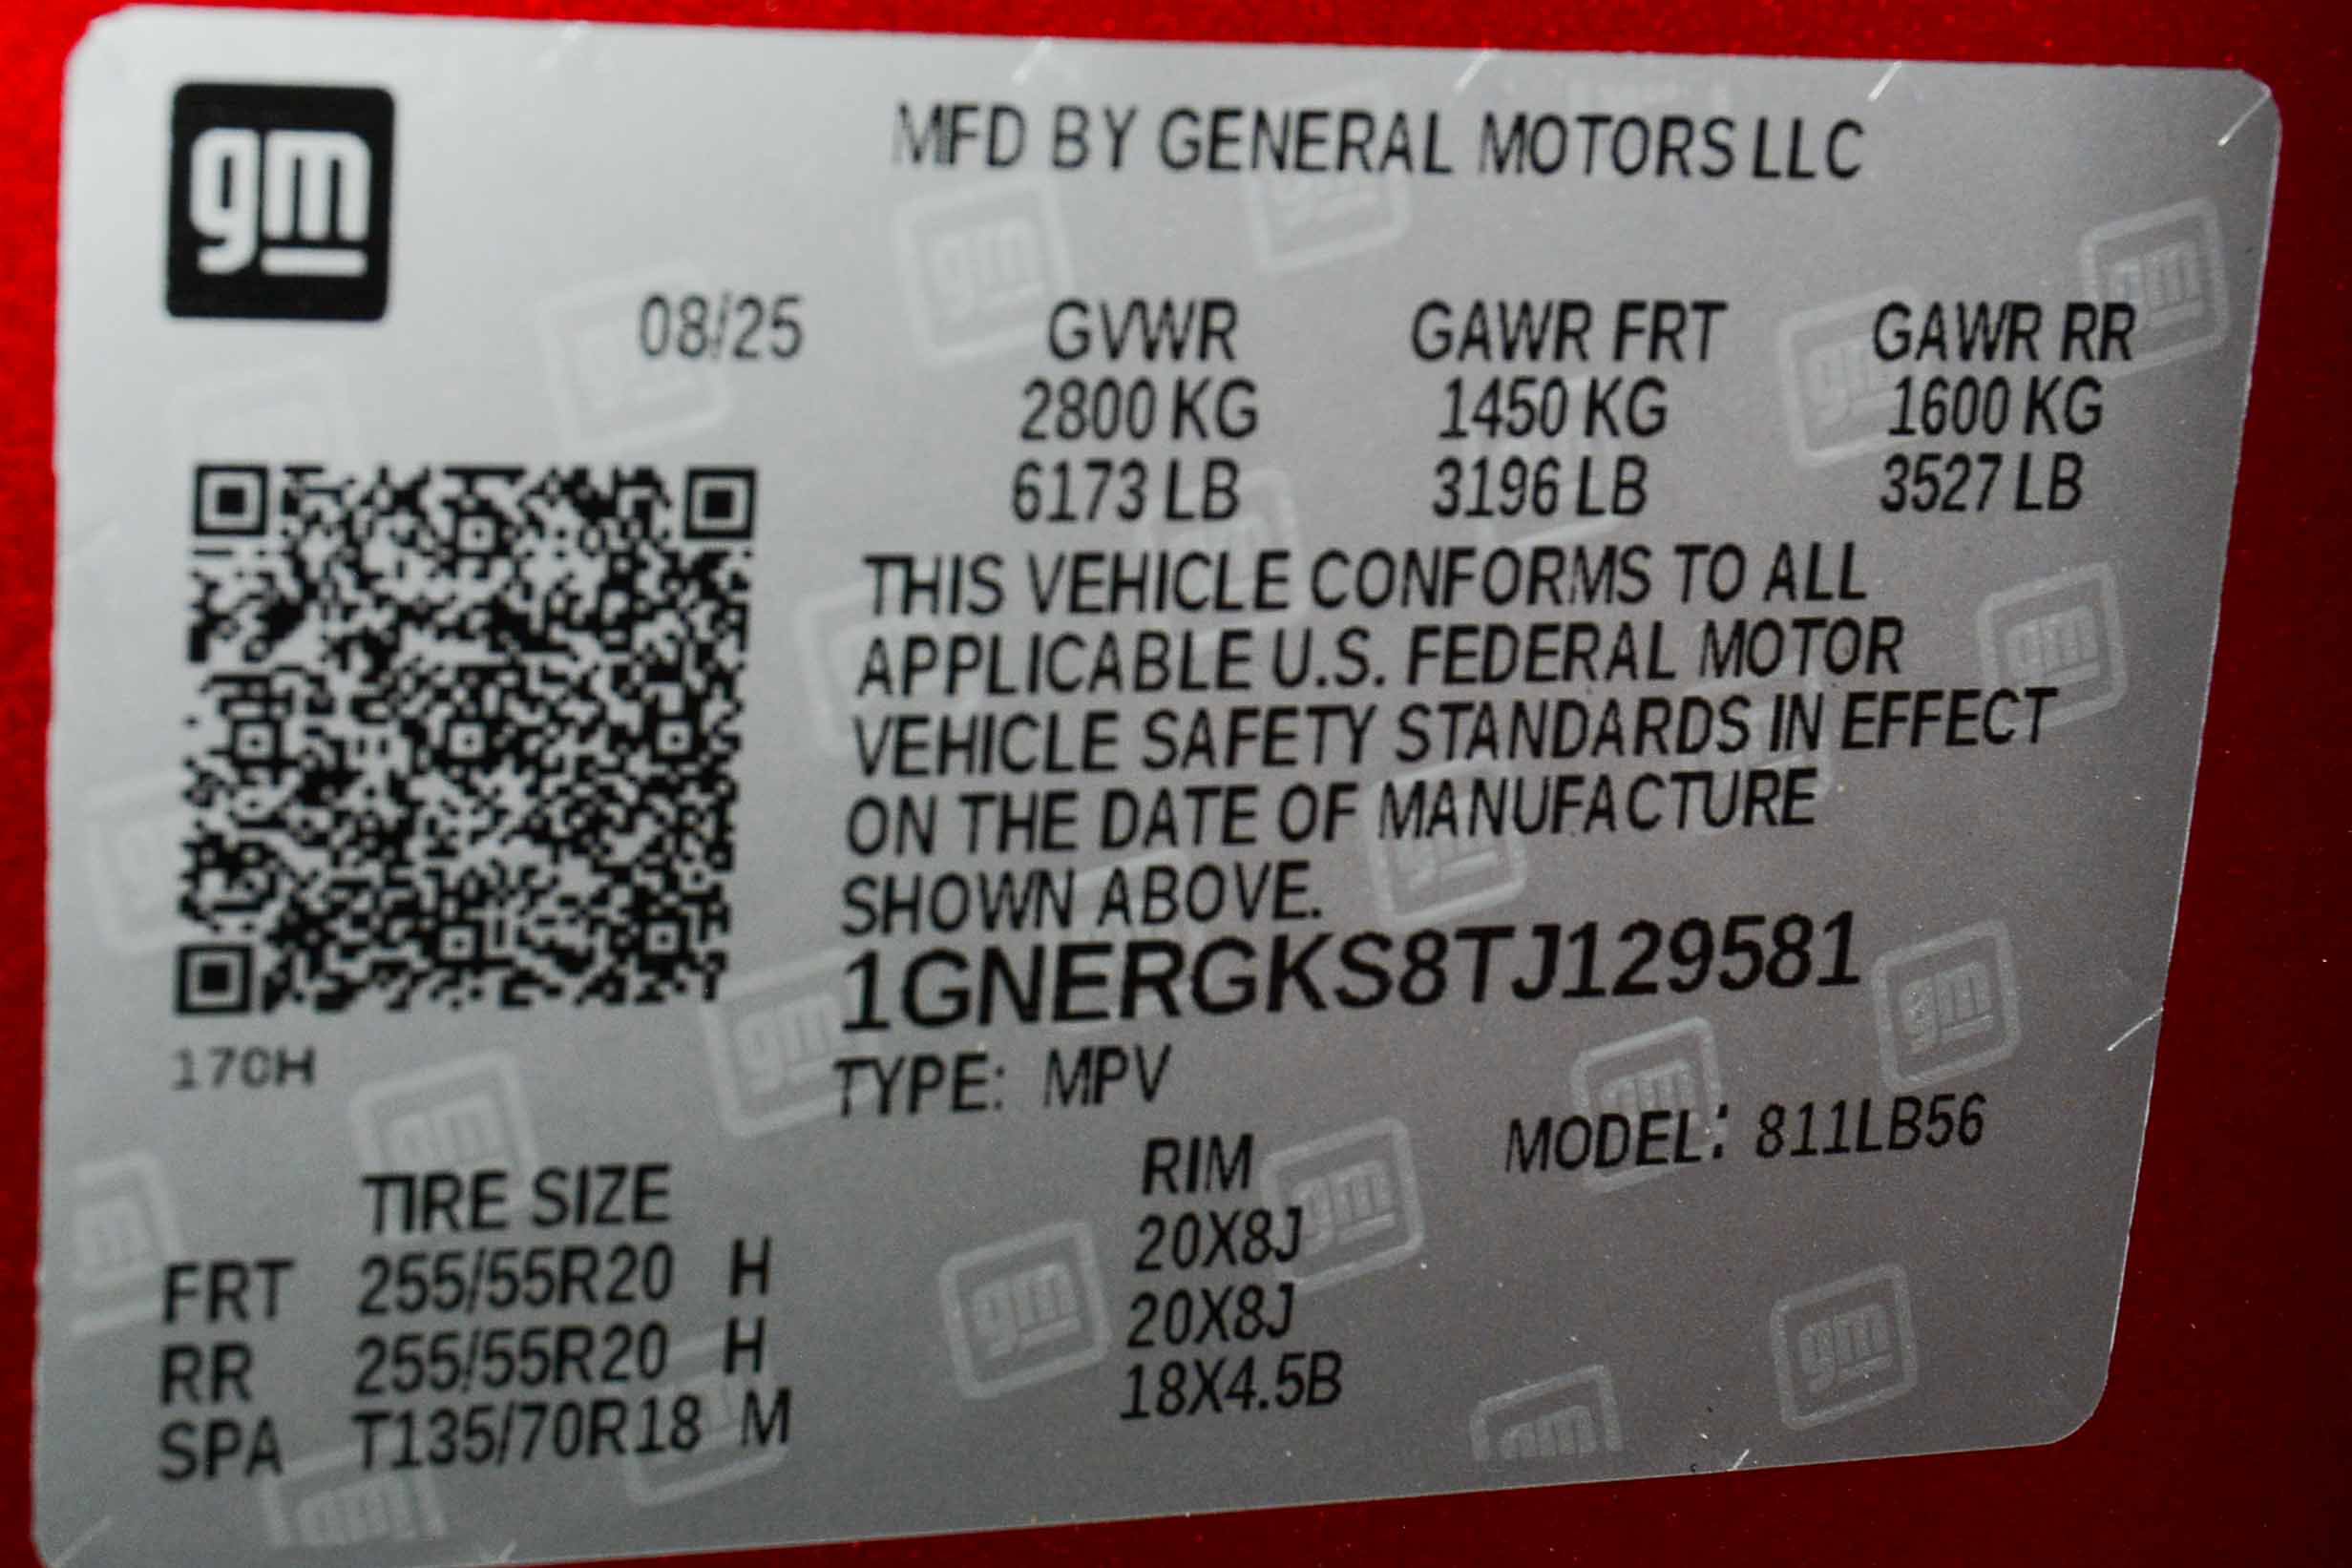 gm
MFD BY GENERAL MOTORS LLC
08/25 GVWR GAWR FRT GAWR RR
2800 KG 1450 KG 1600 KG
6173 LB 3196 LB 3527 LB
THIS VEHICLE CONFORMS TO ALL
APPLICABLE U.S. FEDERAL MOTOR
VEHICLE SAFETY STANDARDS IN EFFECT
ON THE DATE OF MANUFACTURE
SHOWN ABOVE.
1GNERGKS8TJ129581
17CH
TYPE: MPV
MODEL: 811LB56
TIRE SIZE RIM
FRT 255/55R20 H 20X8J
RR 255/55R20 H 20X8J
SPA T135/70R18 M 18X4.5B